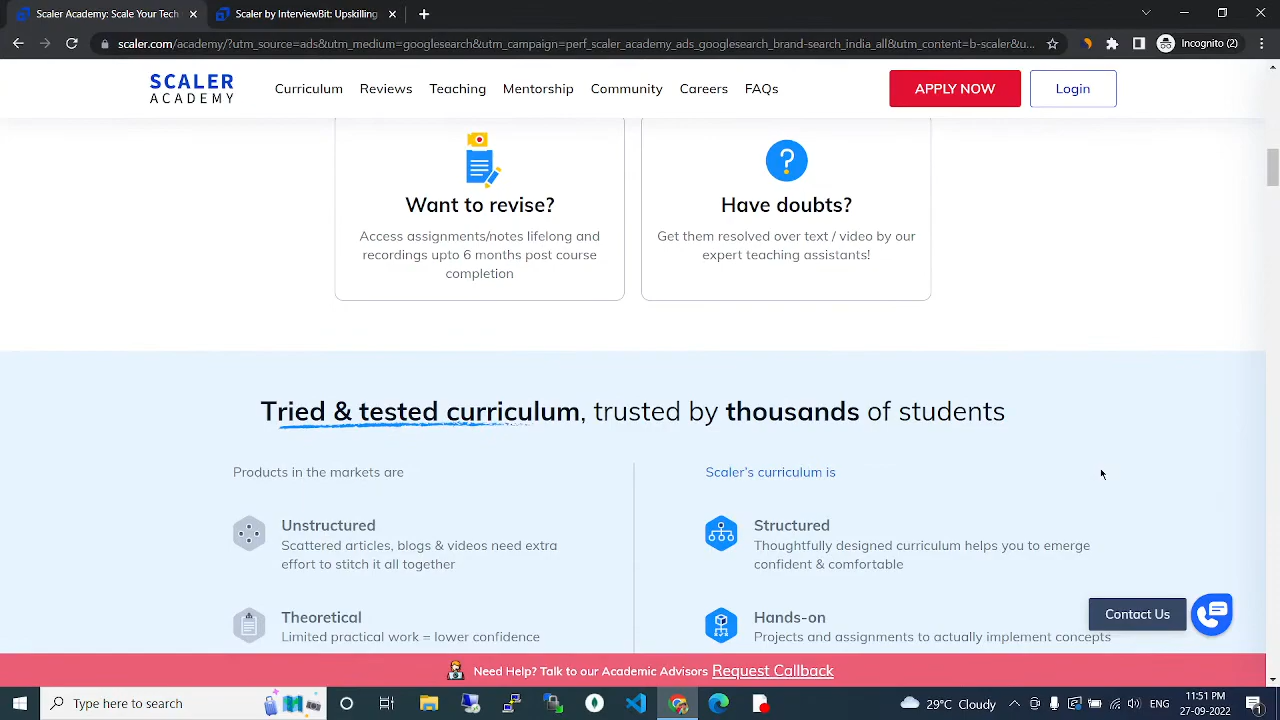 Scaler Academy: Scale Your Tech
Scaler by InterviewBit: Upskilling
scaler.com/academy/?utm_source=ads&utm_medium=googlesearch&utm_campaign=perf_scaler_academy_ads_googlesearch_brand-search_india_all&utm_content=b-scaler&u...
Incognito (2)
SCALER
ACADEMY
Curriculum Reviews Teaching Mentorship Community Careers FAQs
APPLY NOW
Login
Want to revise?
Access assignments/notes lifelong and
recordings upto 6 months post course
completion
Have doubts?
Get them resolved over text / video by our
expert teaching assistants!
Tried & tested curriculum, trusted by thousands of students
Products in the markets are
Unstructured
Scattered articles, blogs & videos need extra
effort to stitch it all together
Theoretical
Limited practical work = lower confidence
Scaler's curriculum is
Structured
Thoughtfully designed curriculum helps you to emerge
confident & comfortable
Hands-on
Projects and assignments to actually implement concepts
Contact Us
Need Help? Talk to our Academic Advisors Request Callback
Type here to search
29°C Cloudy
ENG
11:51 PM
27-09-2022